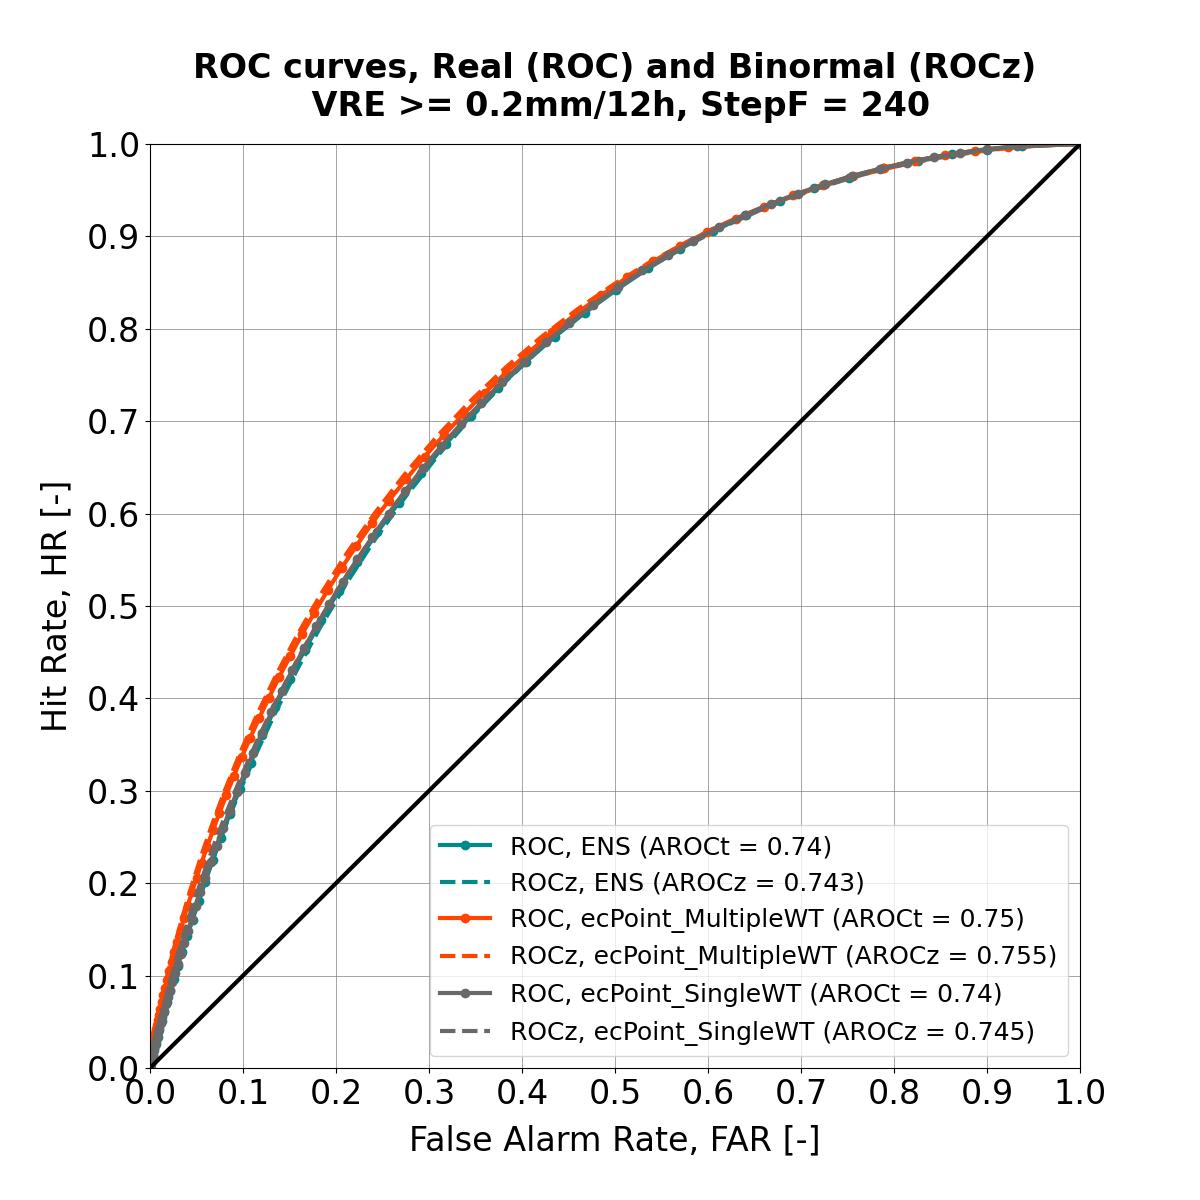 ROC curves, Real (ROC) and Binormal (ROCz)
VRE >= 0.2mm/12h, StepF = 240
1.0
0.9
0.8
0.7
0.6
0.5
0.4
0.3
0.2
0.1
0.0
Hit Rate, HR [-]
ROC, ENS (AROCt = 0.74)
ROCz, ENS (AROCz = 0.743)
ROC, ecPoint_MultipleWT (AROCt = 0.75)
ROCz, ecPoint_MultipleWT (AROCz = 0.755)
ROC, ecPoint_SingleWT (AROCt = 0.74)
ROCz, ecPoint_SingleWT (AROCz = 0.745)
0.0 0.1 0.2 0.3 0.4 0.5 0.6 0.7 0.8 0.9 1.0
False Alarm Rate, FAR [-]